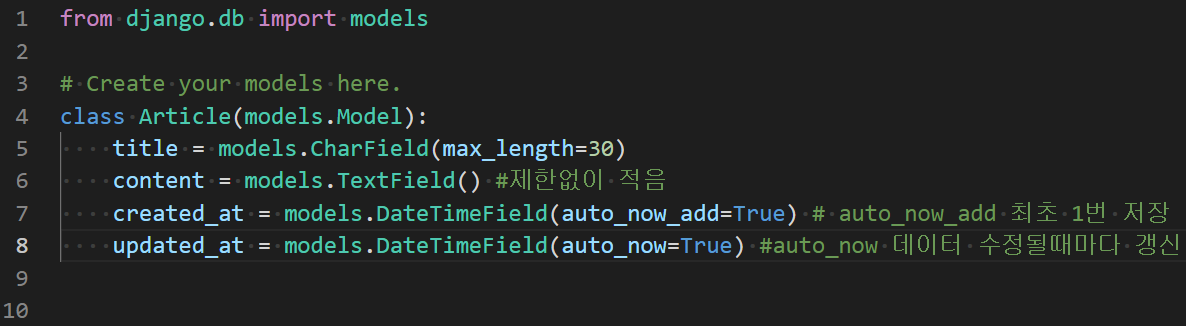 1 from django.db import models
2
3 # Create your models here.
4 class Article(models.Model):
5     title = models.CharField(max_length=30)
6     content = models.TextField() #제한없이 적음
7     created_at = models.DateTimeField(auto_now_add=True) # auto_now_add 최초 1번 저장
8     updated_at = models.DateTimeField(auto_now=True) #auto_now 데이터 수정될때마다 갱신
9
10